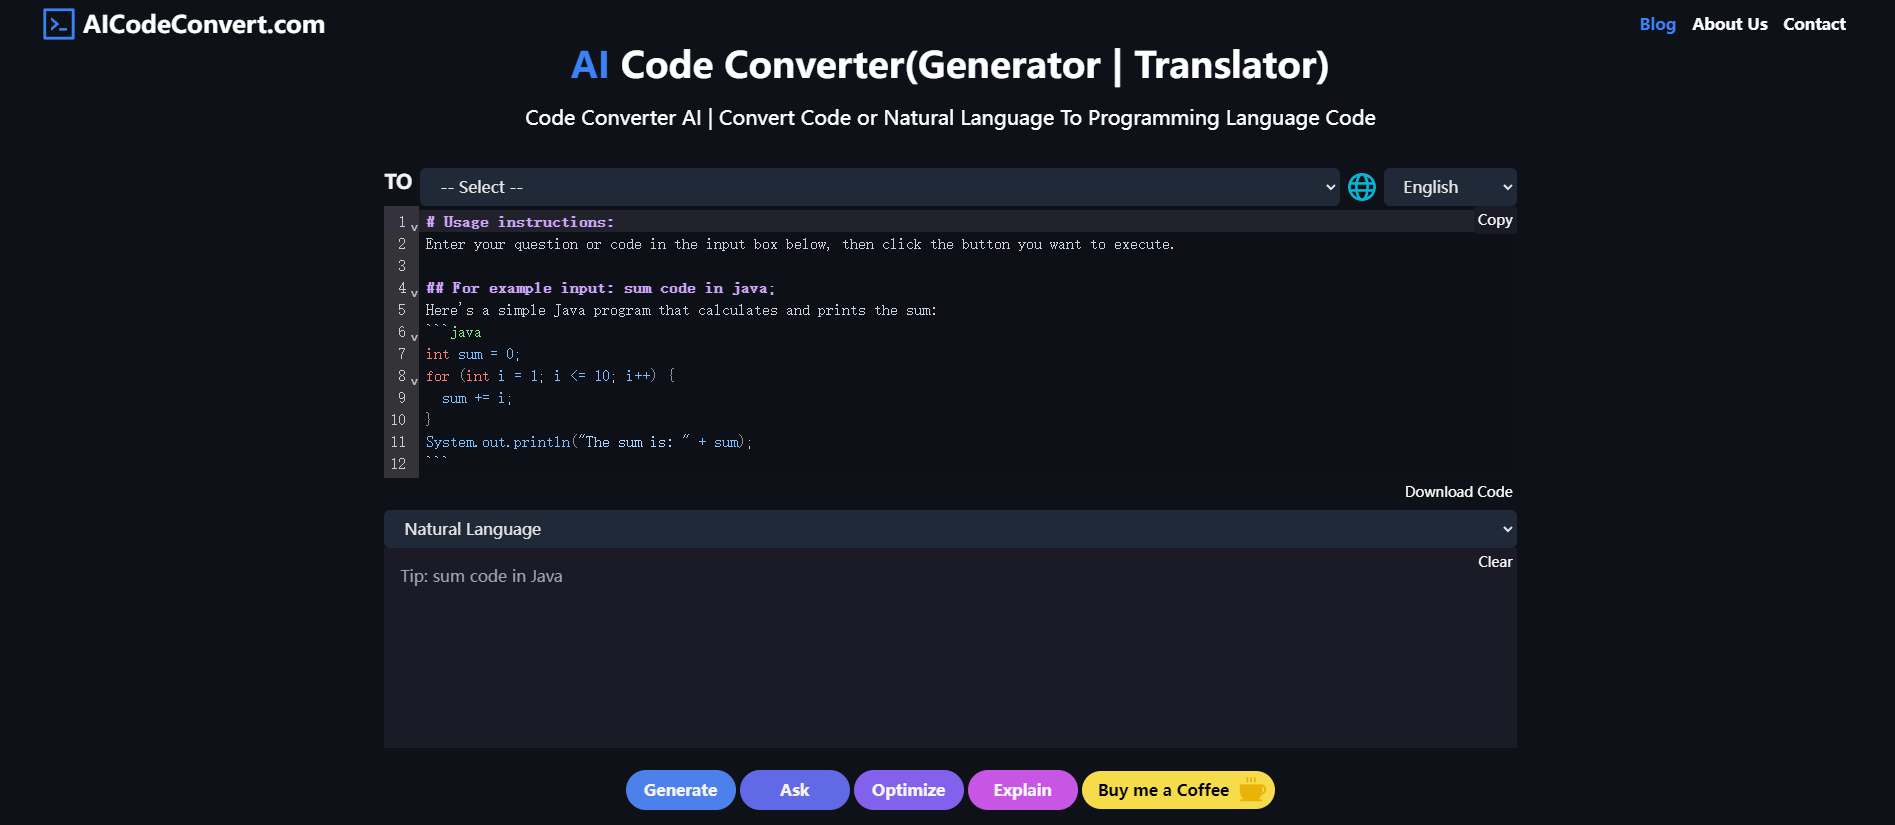 AICodeConvert.com
Blog About Us Contact
AI Code Converter(Generator | Translator)
Code Converter AI | Convert Code or Natural Language To Programming Language Code
TO -- Select -- English
Copy
1 # Usage instructions:
2 Enter your question or code in the input box below, then click the button you want to execute.
3
4 ## For example input: sum code in java;
5 Here's a simple Java program that calculates and prints the sum:
6 ```java
7 int sum = 0;
8 for (int i = 1; i <= 10; i++) {
9   sum += i;
10 }
11 System.out.println("The sum is: " + sum);
12 ```
Download Code
Natural Language
Clear
Tip: sum code in Java
Generate Ask Optimize Explain Buy me a Coffee